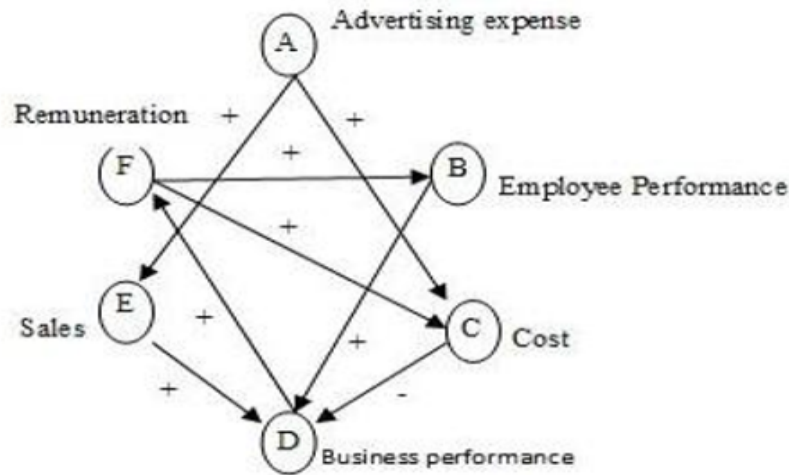 A Advertising expense
Remuneration + +
+
F B
Employee Performance
+
E
Sales + + C Cost
+ -
D Business performance